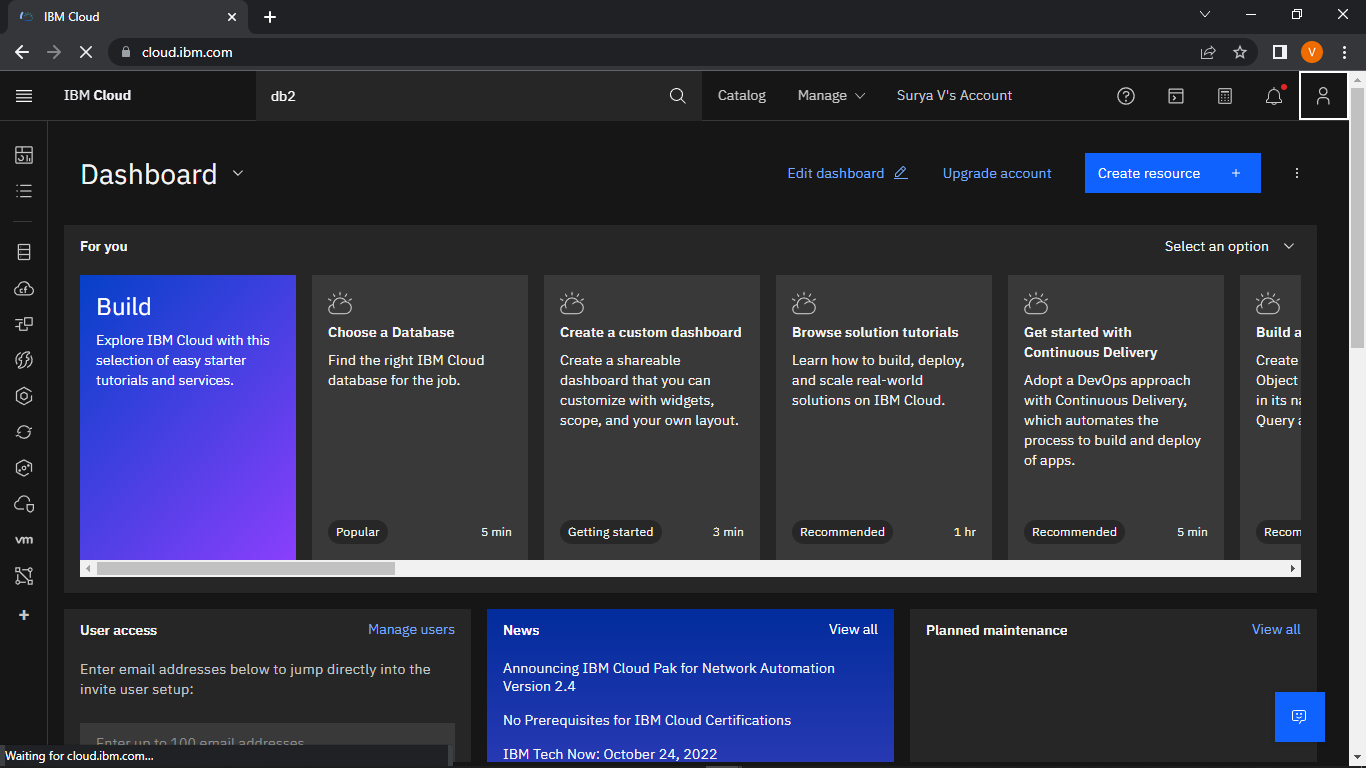 IBM Cloud
cloud.ibm.com
V
IBM Cloud
db2
Catalog
Manage
Surya V's Account
Dashboard
Edit dashboard
Upgrade account
Create resource +
For you
Select an option
Build
Explore IBM Cloud with this
selection of easy starter
tutorials and services.
Choose a Database
Find the right IBM Cloud
database for the job.
Popular
5 min
Create a custom dashboard
Create a shareable
dashboard that you can
customize with widgets,
scope, and your own layout.
Getting started
3 min
Browse solution tutorials
Learn how to build, deploy,
and scale real-world
solutions on IBM Cloud.
Recommended
1 hr
Get started with
Continuous Delivery
Adopt a DevOps approach
with Continuous Delivery,
which automates the
process to build and deploy
of apps.
Recommended
5 min
Build a
Create
Object
in its na
Query a
Recom
cf
vm
User access
Manage users
Enter email addresses below to jump directly into the
invite user setup:
Enter up to 100 email addresses
News
View all
Announcing IBM Cloud Pak for Network Automation
Version 2.4
No Prerequisites for IBM Cloud Certifications
IBM Tech Now: October 24, 2022
Planned maintenance
View all
Waiting for cloud.ibm.com...